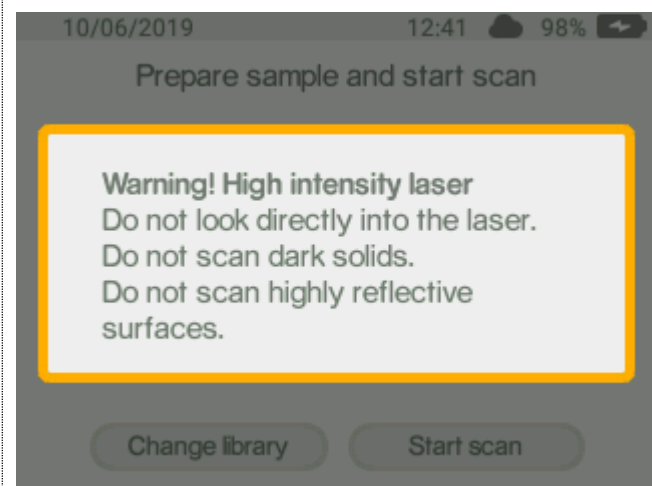 10/06/2019 12:41 98%
Prepare sample and start scan
Warning! High intensity laser
Do not look directly into the laser.
Do not scan dark solids.
Do not scan highly reflective
surfaces.
Change library Start scan